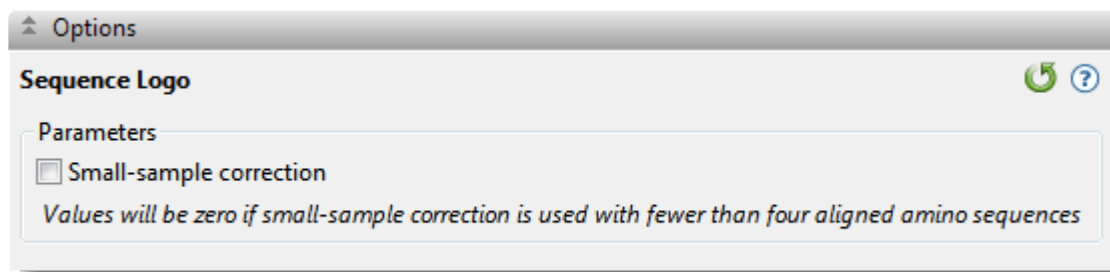 Options
Sequence Logo
Parameters
Small-sample correction
Values will be zero if small-sample correction is used with fewer than four aligned amino sequences